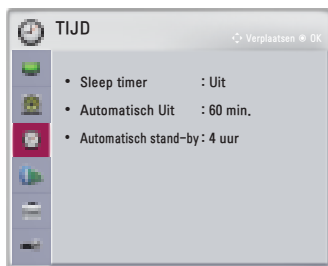 TIJD
Verplaatsen OK
• Sleep timer : Uit
• Automatisch Uit : 60 min.
• Automatisch stand-by : 4 uur